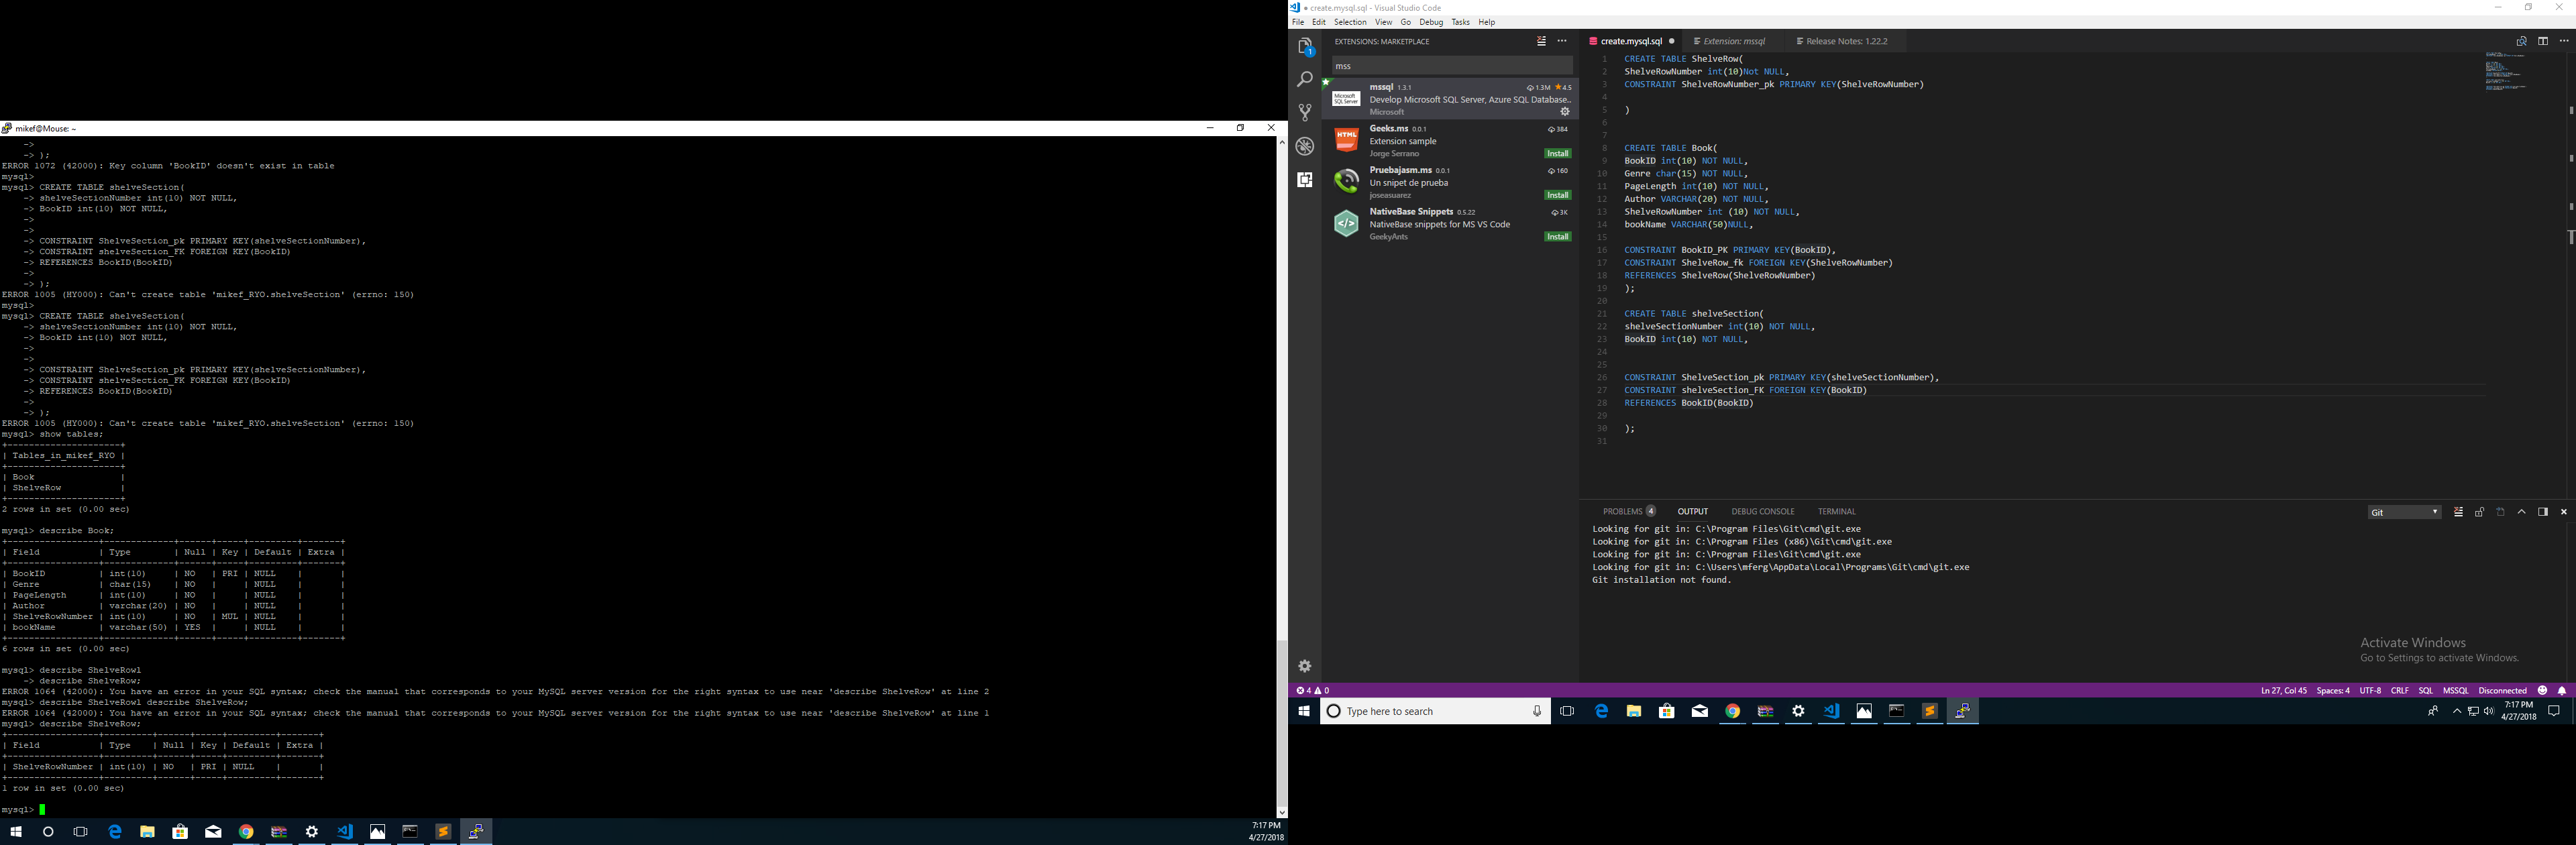 mikef@Mouse: ~
->
-> );
ERROR 1072 (42000): Key column 'BookID' doesn't exist in table
mysql>
mysql> CREATE TABLE shelveSection(
-> shelveSectionNumber int(10) NOT NULL,
-> BookID int(10) NOT NULL,
->
->
-> CONSTRAINT ShelveSection_pk PRIMARY KEY(shelveSectionNumber),
-> CONSTRAINT shelveSection_FK FOREIGN KEY(BookID)
-> REFERENCES BookID(BookID)
->
-> );
ERROR 1005 (HY000): Can't create table 'mikef_RYO.shelveSection' (errno: 150)
mysql>
mysql> CREATE TABLE shelveSection(
-> shelveSectionNumber int(10) NOT NULL,
-> BookID int(10) NOT NULL,
->
->
-> CONSTRAINT ShelveSection_pk PRIMARY KEY(shelveSectionNumber),
-> CONSTRAINT shelveSection_FK FOREIGN KEY(BookID)
-> REFERENCES BookID(BookID)
->
-> );
ERROR 1005 (HY000): Can't create table 'mikef_RYO.shelveSection' (errno: 150)
mysql> show tables;
+---------------------+
| Tables_in_mikef_RYO |
+---------------------+
| Book |
| ShelveRow |
+---------------------+
2 rows in set (0.00 sec)
mysql> describe Book;
+-----------------+-------------+------+-----+---------+-------+
| Field | Type | Null | Key | Default | Extra |
+-----------------+-------------+------+-----+---------+-------+
| BookID | int(10) | NO | PRI | NULL | |
| Genre | char(15) | NO | | NULL | |
| PageLength | int(10) | NO | | NULL | |
| Author | varchar(20) | NO | | NULL | |
| ShelveRowNumber | int(10) | NO | MUL | NULL | |
| bookName | varchar(50) | YES | | NULL | |
+-----------------+-------------+------+-----+---------+-------+
6 rows in set (0.00 sec)
mysql> describe ShelveRowl
-> describe ShelveRow;
ERROR 1064 (42000): You have an error in your SQL syntax; check the manual that corresponds to your MySQL server version for the right syntax to use near 'describe ShelveRow' at line 2
mysql> describe ShelveRowl describe ShelveRow;
ERROR 1064 (42000): You have an error in your SQL syntax; check the manual that corresponds to your MySQL server version for the right syntax to use near 'describe ShelveRow' at line 1
mysql> describe ShelveRow;
+-----------------+---------+------+-----+---------+-------+
| Field | Type | Null | Key | Default | Extra |
+-----------------+---------+------+-----+---------+-------+
| ShelveRowNumber | int(10) | NO | PRI | NULL | |
+-----------------+---------+------+-----+---------+-------+
1 row in set (0.00 sec)
mysql>
7:17 PM
4/27/2018
● create.mysql.sql - Visual Studio Code
File Edit Selection View Go Debug Tasks Help
1
EXTENSIONS: MARKETPLACE
mss
Microsoft SQL Server
mssql 1.3.1 1.3M ★4.5
Develop Microsoft SQL Server, Azure SQL Database..
Microsoft
HTML
Geeks.ms 0.0.1 384
Extension sample
Jorge Serrano Install
Pruebajasm.ms 0.0.1 160
Un snipet de prueba
joseasuarez Install
NativeBase Snippets 0.5.22 3K
NativeBase snippets for MS VS Code
GeekyAnts Install
create.mysql.sql ● Extension: mssql Release Notes: 1.22.2
1 CREATE TABLE ShelveRow(
2 ShelveRowNumber int(10)Not NULL,
3 CONSTRAINT ShelveRowNumber_pk PRIMARY KEY(ShelveRowNumber)
4
5 )
6
7
8 CREATE TABLE Book(
9 BookID int(10) NOT NULL,
10 Genre char(15) NOT NULL,
11 PageLength int(10) NOT NULL,
12 Author VARCHAR(20) NOT NULL,
13 ShelveRowNumber int (10) NOT NULL,
14 bookName VARCHAR(50)NULL,
15
16 CONSTRAINT BookID_PK PRIMARY KEY(BookID),
17 CONSTRAINT ShelveRow_fk FOREIGN KEY(ShelveRowNumber)
18 REFERENCES ShelveRow(ShelveRowNumber)
19 );
20
21 CREATE TABLE shelveSection(
22 shelveSectionNumber int(10) NOT NULL,
23 BookID int(10) NOT NULL,
24
25
26 CONSTRAINT ShelveSection_pk PRIMARY KEY(shelveSectionNumber),
27 CONSTRAINT shelveSection_FK FOREIGN KEY(BookID)
28 REFERENCES BookID(BookID)
29
30 );
31
PROBLEMS 4 OUTPUT DEBUG CONSOLE TERMINAL Git
Looking for git in: C:\Program Files\Git\cmd\git.exe
Looking for git in: C:\Program Files (x86)\Git\cmd\git.exe
Looking for git in: C:\Program Files\Git\cmd\git.exe
Looking for git in: C:\Users\mferg\AppData\Local\Programs\Git\cmd\git.exe
Git installation not found.
Activate Windows
Go to Settings to activate Windows.
4 0 Ln 27, Col 45 Spaces: 4 UTF-8 CRLF SQL MSSQL Disconnected
Type here to search
7:17 PM
4/27/2018